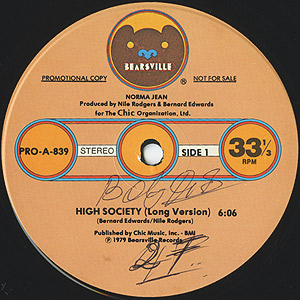 BEARSVILLE
®
PROMOTIONAL COPY NOT FOR SALE
NORMA JEAN
Produced by Nile Rodgers & Bernard Edwards
for The Chic Organization, Ltd.
PRO-A-839 STEREO SIDE 1 33 1/3 RPM
HIGH SOCIETY (Long Version) 6:06
(Bernard Edwards/Nile Rodgers)
Published by Chic Music, Inc. - BMI
℗ 1979 Bearsville Records